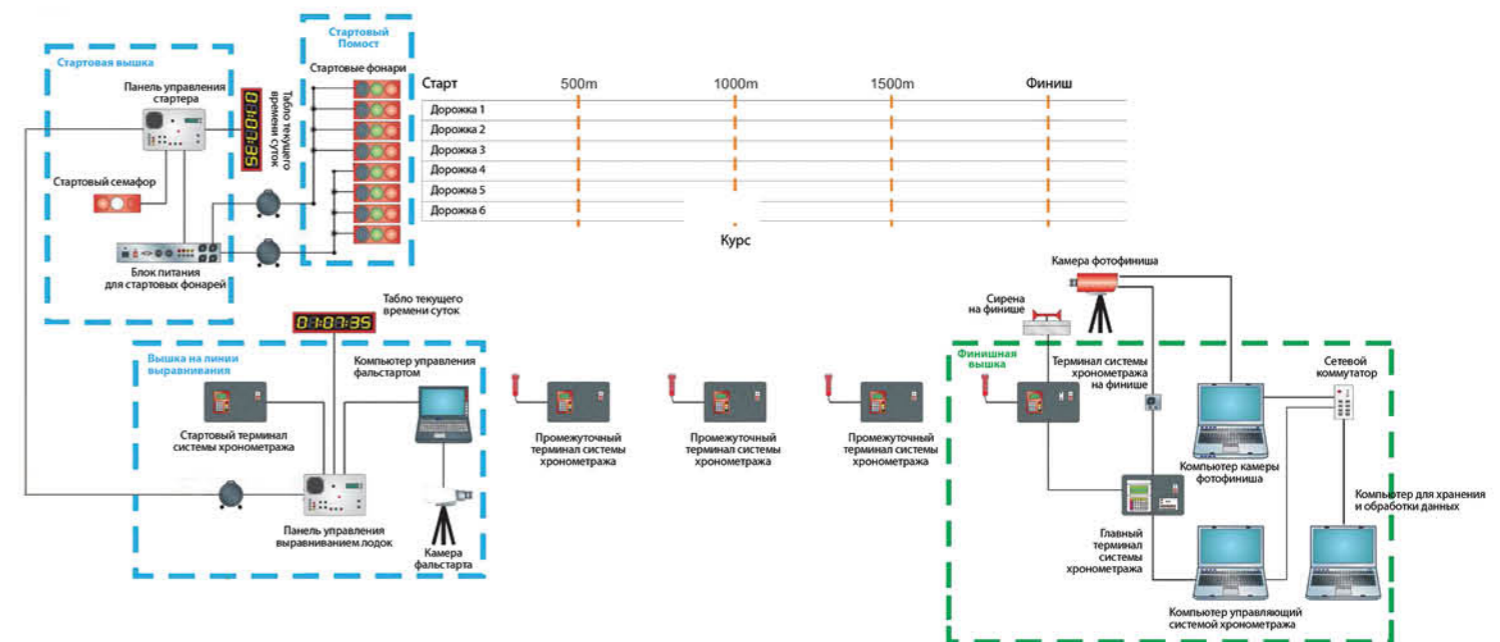 Стартовый
Помост
Стартовая вышка
Стартовые фонари
Панель управления
стартера
Табло текущего
времени суток
01:07:35
Стартовый семафор
Блок питания
для стартовых фонарей
Старт
500m
1000m
1500m
Финиш
Дорожка 1
Дорожка 2
Дорожка 3
Дорожка 4
Дорожка 5
Дорожка 6
Курс
Табло текущего
времени суток
01:07:35
Вышка на линии
выравнивания
Компьютер управления
фальстартом
Стартовый терминал
системы хронометража
Панель управления
выравниванием лодок
Камера
фальстарта
Промежуточный
терминал системы
хронометража
Промежуточный
терминал системы
хронометража
Промежуточный
терминал системы
хронометража
Камера фотофиниша
Сирена
на финише
Финишная
вышка
Терминал системы
хронометража
на финише
Сетевой
коммутатор
Компьютер камеры
фотофиниша
Компьютер для хранения
и обработки данных
Главный
терминал
системы
хронометража
Компьютер управляющий
системой хронометража